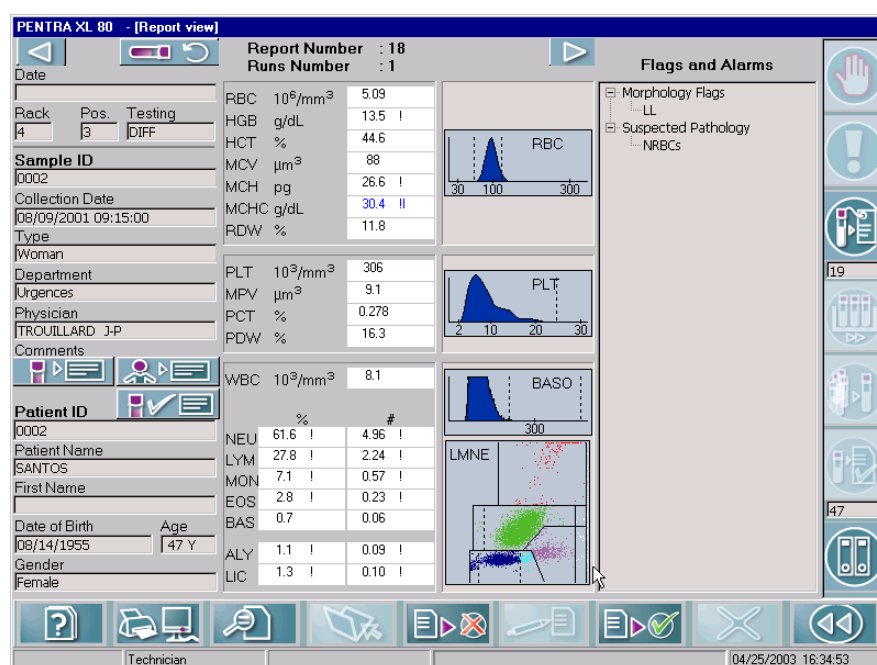 PENTRA XL 80 - [Report view]
Report Number : 18
Runs Number : 1
Flags and Alarms
Date
Rack Pos. Testing
4 3 DIFF
Sample ID
0002
Collection Date
08/09/2001 09:15:00
Type
Woman
Department
Urgences
Physician
TROUILLARD J-P
Comments
Patient ID
0002
Patient Name
SANTOS
First Name
Date of Birth Age
08/14/1955 47 Y
Gender
Female
RBC 10⁶/mm³ 5.09
HGB g/dL 13.5 !
HCT % 44.6
MCV µm³ 88
MCH pg 26.6 !
MCHC g/dL 30.4 !!
RDW % 11.8
PLT 10³/mm³ 306
MPV µm³ 9.1
PCT % 0.278
PDW % 16.3
WBC 10³/mm³ 8.1
% #
NEU 61.6 ! 4.96 !
LYM 27.8 ! 2.24 !
MON 7.1 ! 0.57 !
EOS 2.8 ! 0.23 !
BAS 0.7 0.06
ALY 1.1 ! 0.09 !
LIC 1.3 ! 0.10 !
RBC
30 100 300
PLT
2 10 20 30
BASO
300
LMNE
Morphology Flags
LL
Suspected Pathology
NRBCs
19
47
Technician
04/25/2003 16:34:53